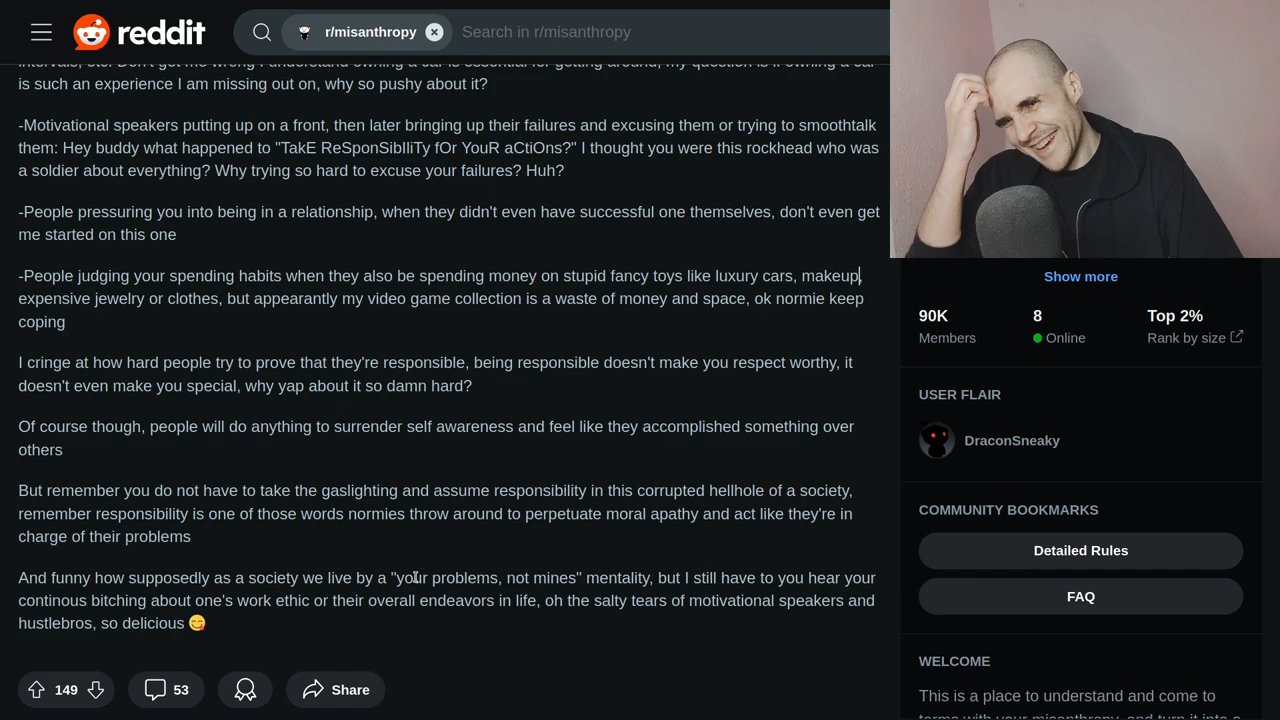 reddit
r/misanthropy
Search in r/misanthropy
is such an experience I am missing out on, why so pushy about it?
-Motivational speakers putting up on a front, then later bringing up their failures and excusing them or trying to smoothtalk
them: Hey buddy what happened to "TakE ReSponSibIliTy fOr YouR aCtiOns?" I thought you were this rockhead who was
a soldier about everything? Why trying so hard to excuse your failures? Huh?
-People pressuring you into being in a relationship, when they didn't even have successful one themselves, don't even get
me started on this one
-People judging your spending habits when they also be spending money on stupid fancy toys like luxury cars, makeup,
expensive jewelry or clothes, but appearantly my video game collection is a waste of money and space, ok normie keep
coping
I cringe at how hard people try to prove that they're responsible, being responsible doesn't make you respect worthy, it
doesn't even make you special, why yap about it so damn hard?
Of course though, people will do anything to surrender self awareness and feel like they accomplished something over
others
But remember you do not have to take the gaslighting and assume responsibility in this corrupted hellhole of a society,
remember responsibility is one of those words normies throw around to perpetuate moral apathy and act like they're in
charge of their problems
And funny how supposedly as a society we live by a "your problems, not mines" mentality, but I still have to you hear your
continous bitching about one's work ethic or their overall endeavors in life, oh the salty tears of motivational speakers and
hustlebros, so delicious 😋
149
53
Share
Show more
90K
8
Top 2%
Members
Online
Rank by size
USER FLAIR
DraconSneaky
COMMUNITY BOOKMARKS
Detailed Rules
FAQ
WELCOME
This is a place to understand and come to